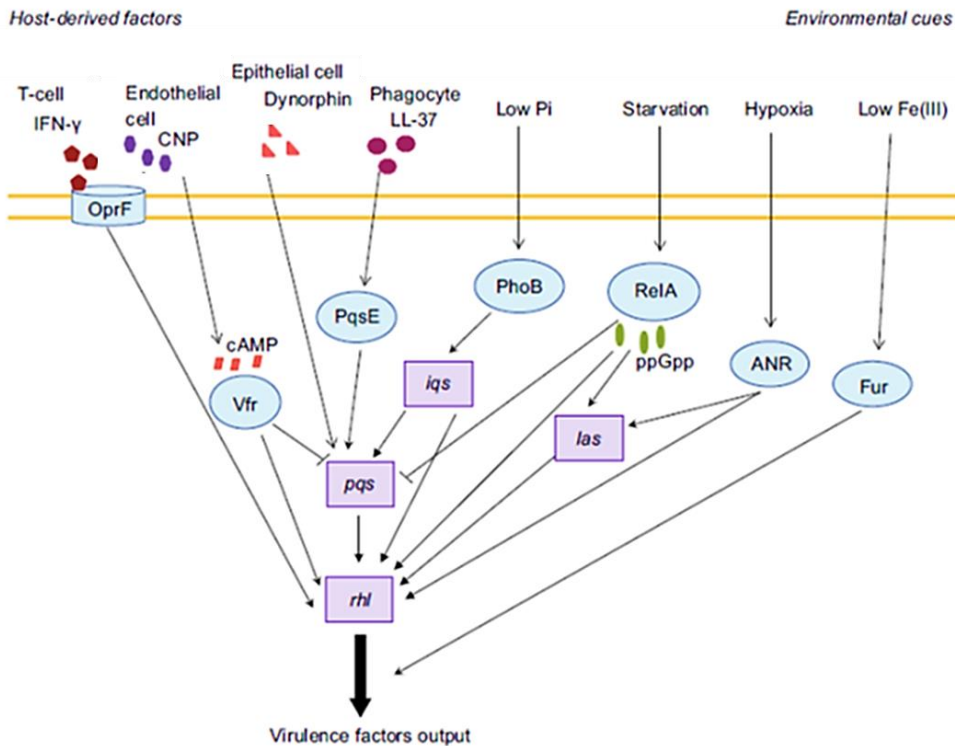 Host-derived factors
Environmental cues
T-cell
IFN-γ
Endothelial
cell
CNP
Epithelial cell
Dynorphin
Phagocyte
LL-37
Low Pi
Starvation
Hypoxia
Low Fe(III)
OprF
PhoB
RelA
PqsE
cAMP
ppGpp
ANR
iqs
Fur
Vfr
las
pqs
rhl
Virulence factors output